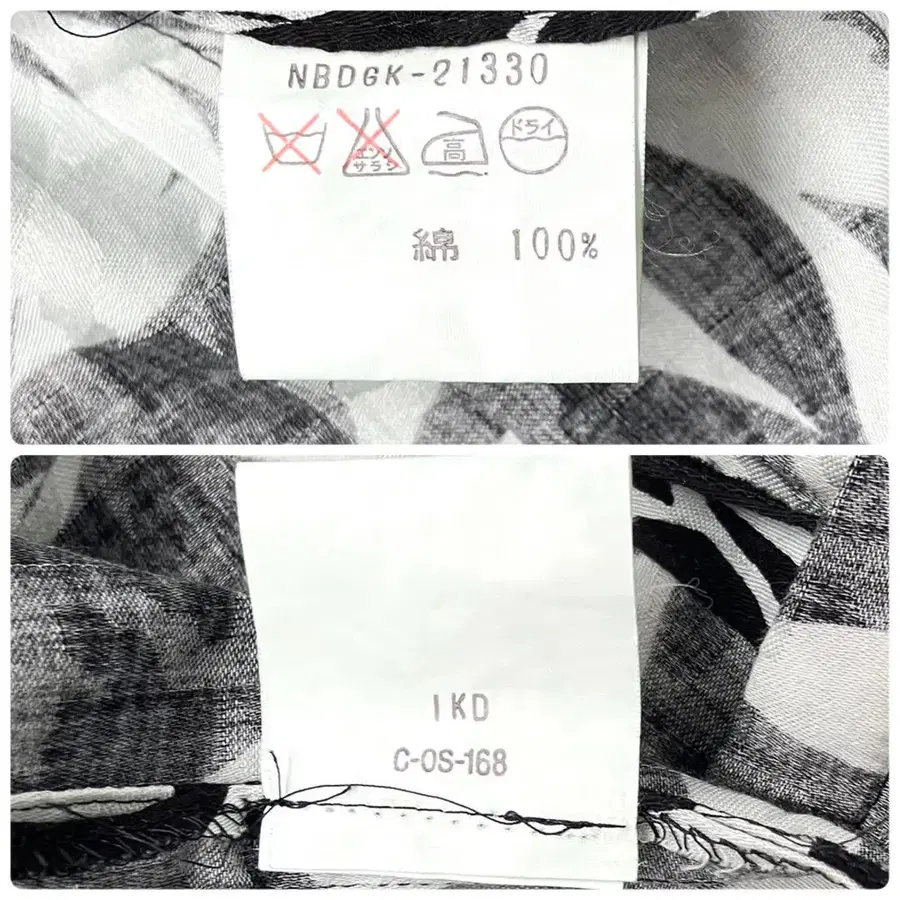 NBDGK-21330
エンソ
サラシ
高
ドライ
綿 100%
IKD
C-OS-168